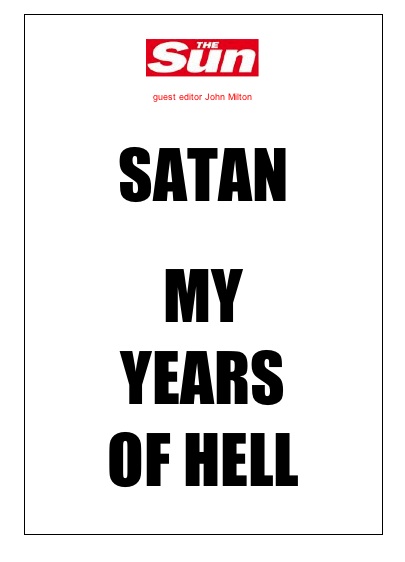 THE
Sun
guest editor John Milton
SATAN
MY
YEARS
OF HELL